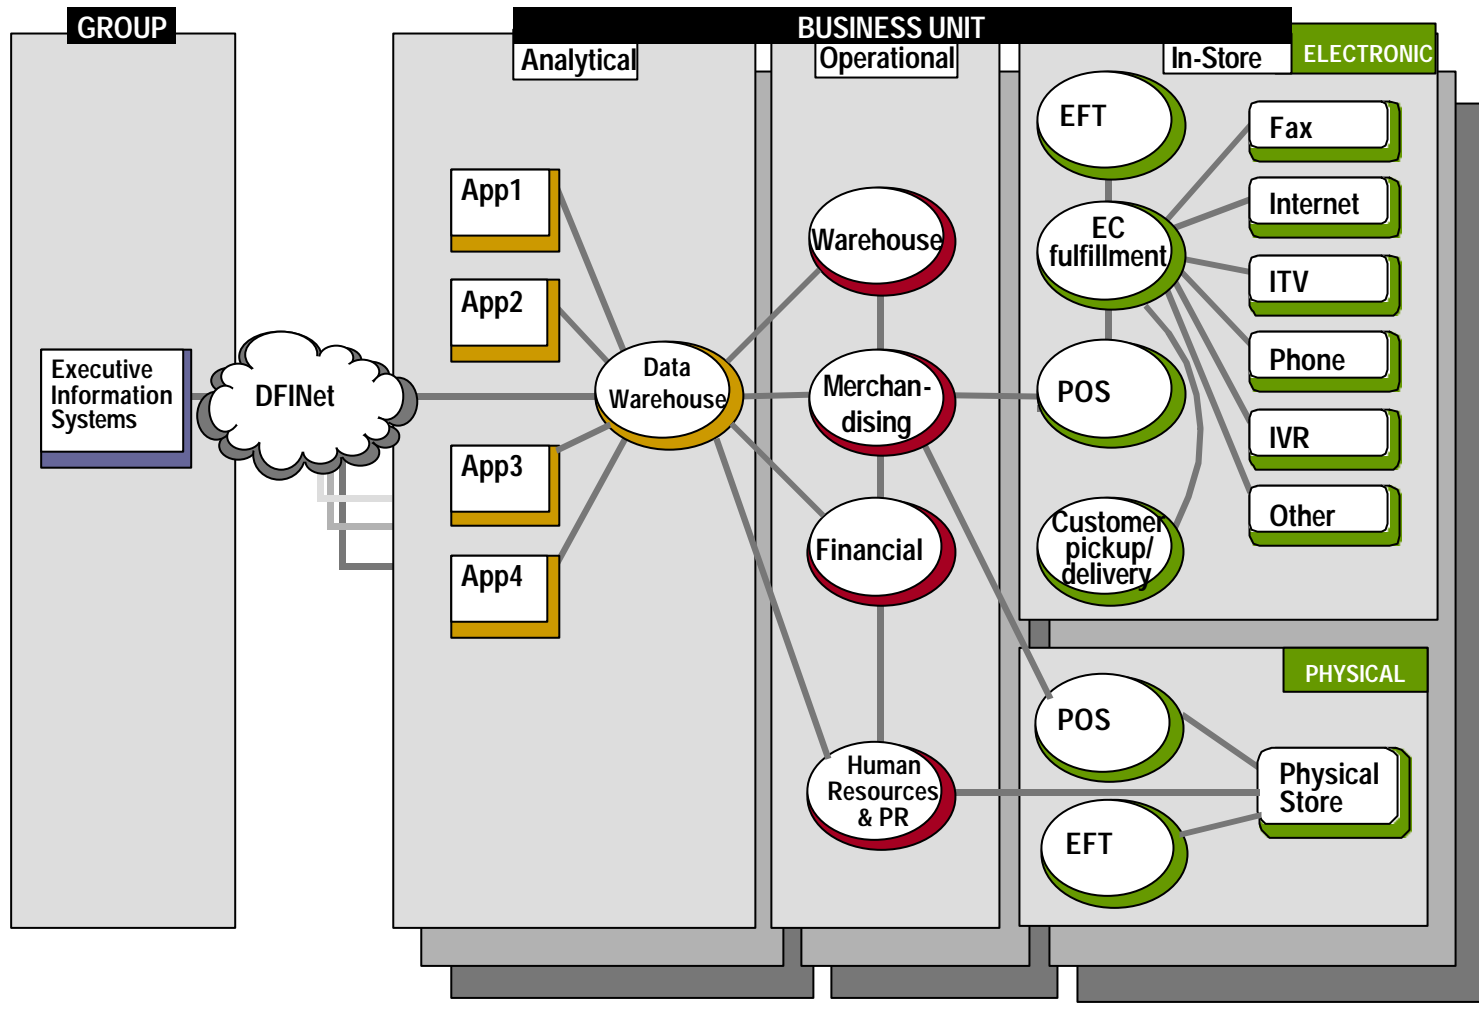 GROUP
BUSINESS UNIT
Analytical
Operational
In-Store
ELECTRONIC
Executive
Information
Systems
DFINet
App1
App2
App3
App4
Data
Warehouse
Warehouse
Merchan-
dising
Financial
Human
Resources
& PR
EFT
EC
fulfillment
POS
Customer
pickup/
delivery
Fax
Internet
ITV
Phone
IVR
Other
PHYSICAL
POS
EFT
Physical
Store